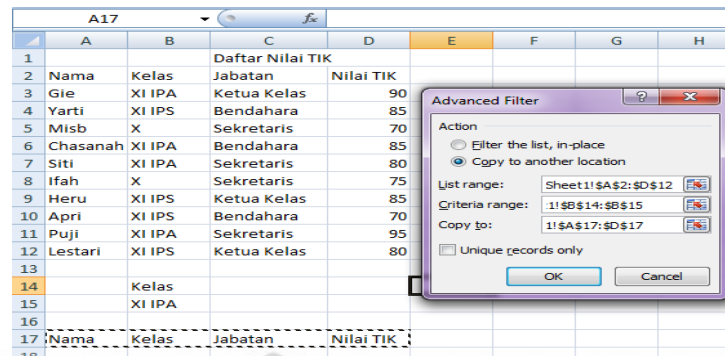 A17 fx
A B C D E F G H
1 Daftar Nilai TIK
2 Nama Kelas Jabatan Nilai TIK
3 Gie XI IPA Ketua Kelas 90
4 Yarti XI IPS Bendahara 85
5 Misb X Sekretaris 70
6 Chasanah XI IPA Bendahara 85
7 Siti XI IPA Sekretaris 80
8 Ifah X Sekretaris 75
9 Heru XI IPS Ketua Kelas 85
10 Apri XI IPS Bendahara 70
11 Puji XI IPA Sekretaris 95
12 Lestari XI IPS Ketua Kelas 80
13
14 Kelas
15 XI IPA
16
17 Nama Kelas Jabatan Nilai TIK
18
Advanced Filter
Action
Filter the list, in-place
Copy to another location
List range: Sheet1!$A$2:$D$12
Criteria range: :1!$B$14:$B$15
Copy to: 1!$A$17:$D$17
Unique records only
OK Cancel